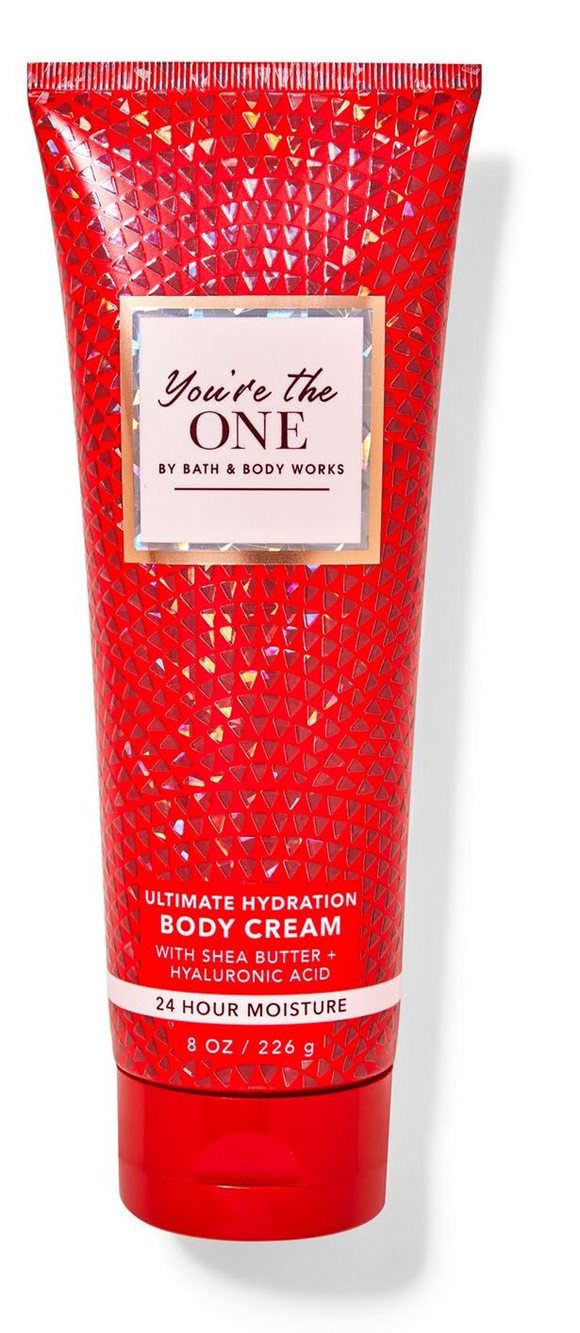 You're the
ONE
BY BATH & BODY WORKS
ULTIMATE HYDRATION
BODY CREAM
WITH SHEA BUTTER +
HYALURONIC ACID
24 HOUR MOISTURE
8 OZ / 226 g